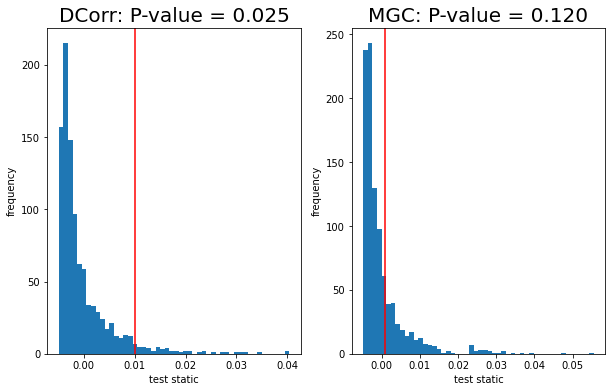 DCorr: P-value = 0.025
MGC: P-value = 0.120
frequency
200
150
100
50
0
0.00 0.01 0.02 0.03 0.04
test static
frequency
250
200
150
100
50
0
0.00 0.01 0.02 0.03 0.04 0.05
test static